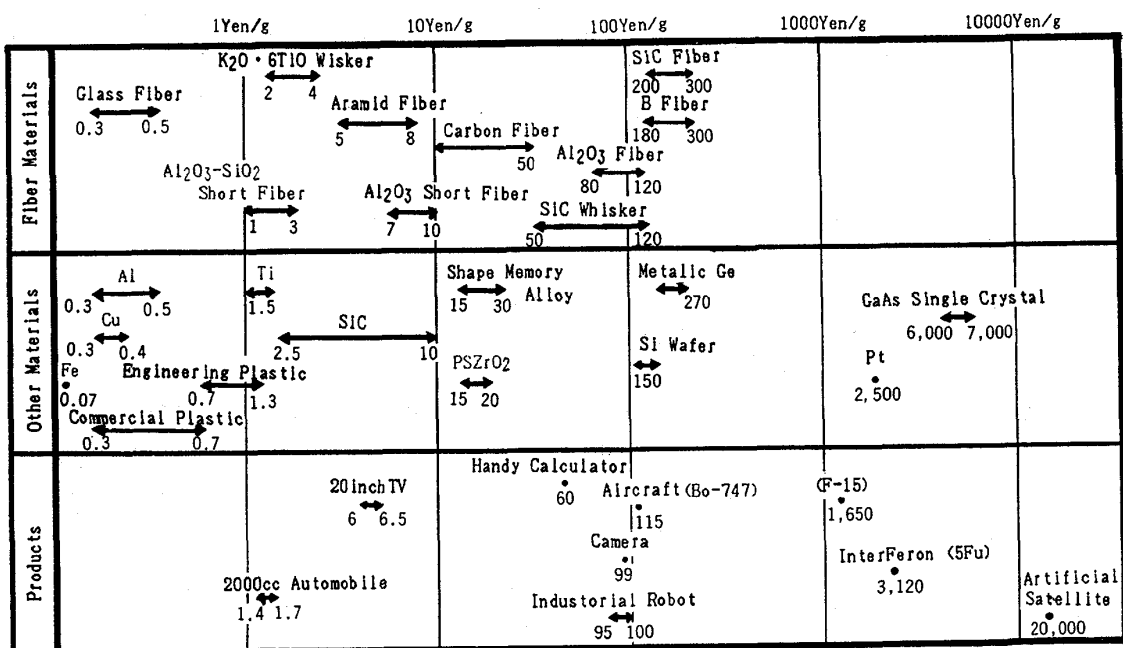 1Yen/g 10Yen/g 100Yen/g 1000Yen/g 10000Yen/g
Fiber Materials
K2O・6TiO Wisker
2 4
SiC Fiber
200 300
Glass Fiber
0.3 0.5
Aramid Fiber
5 8
B Fiber
180 300
Carbon Fiber
50
Al2O3 Fiber
80 120
Al2O3-SiO2
Short Fiber
1 3
Al2O3 Short Fiber
7 10
SiC Whisker
50 120
Other Materials
Al
0.3 0.5
Ti
1.5
Shape Memory
Alloy
15 30
Metalic Ge
270
GaAs Single Crystal
6,000 7,000
Cu
0.3 0.4
SiC
2.5 10
Si Wafer
150
Fe
0.07
Engineering Plastic
0.7 1.3
PSZrO2
15 20
Pt
2,500
Commercial Plastic
0.3 0.7
Products
Handy Calculator
60
20inch TV
6 6.5
Aircraft(Bo-747)
115
(F-15)
1,650
Camera
99
InterFeron (5Fu)
3,120
2000cc Automobile
1.4 1.7
Industorial Robot
95 100
Artificial
Satellite
20,000